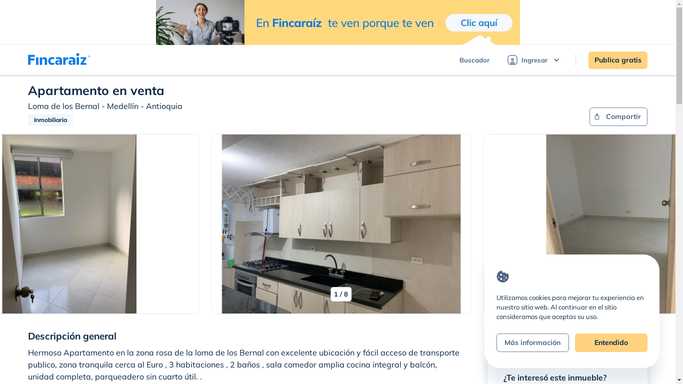 En Fincaraíz te ven porque te ven
Clic aquí
Fincaraíz
Buscador
Ingresar
Publica gratis
Apartamento en venta
Loma de los Bernal - Medellín - Antioquia
Inmobiliaria
Compartir
1 / 8
Utilizamos cookies para mejorar tu experiencia en
nuestro sitio web. Al continuar en el sitio
consideramos que aceptas su uso.
Más información
Entendido
Descripción general
Hermoso Apartamento en la zona rosa de la loma de los Bernal con excelente ubicación y fácil acceso de transporte
publico, zona tranquila cerca al Euro , 3 habitaciones , 2 baños , sala comedor amplia cocina integral y balcón,
unidad completa, parqueadero sin cuarto útil. .
¿Te interesó este inmueble?